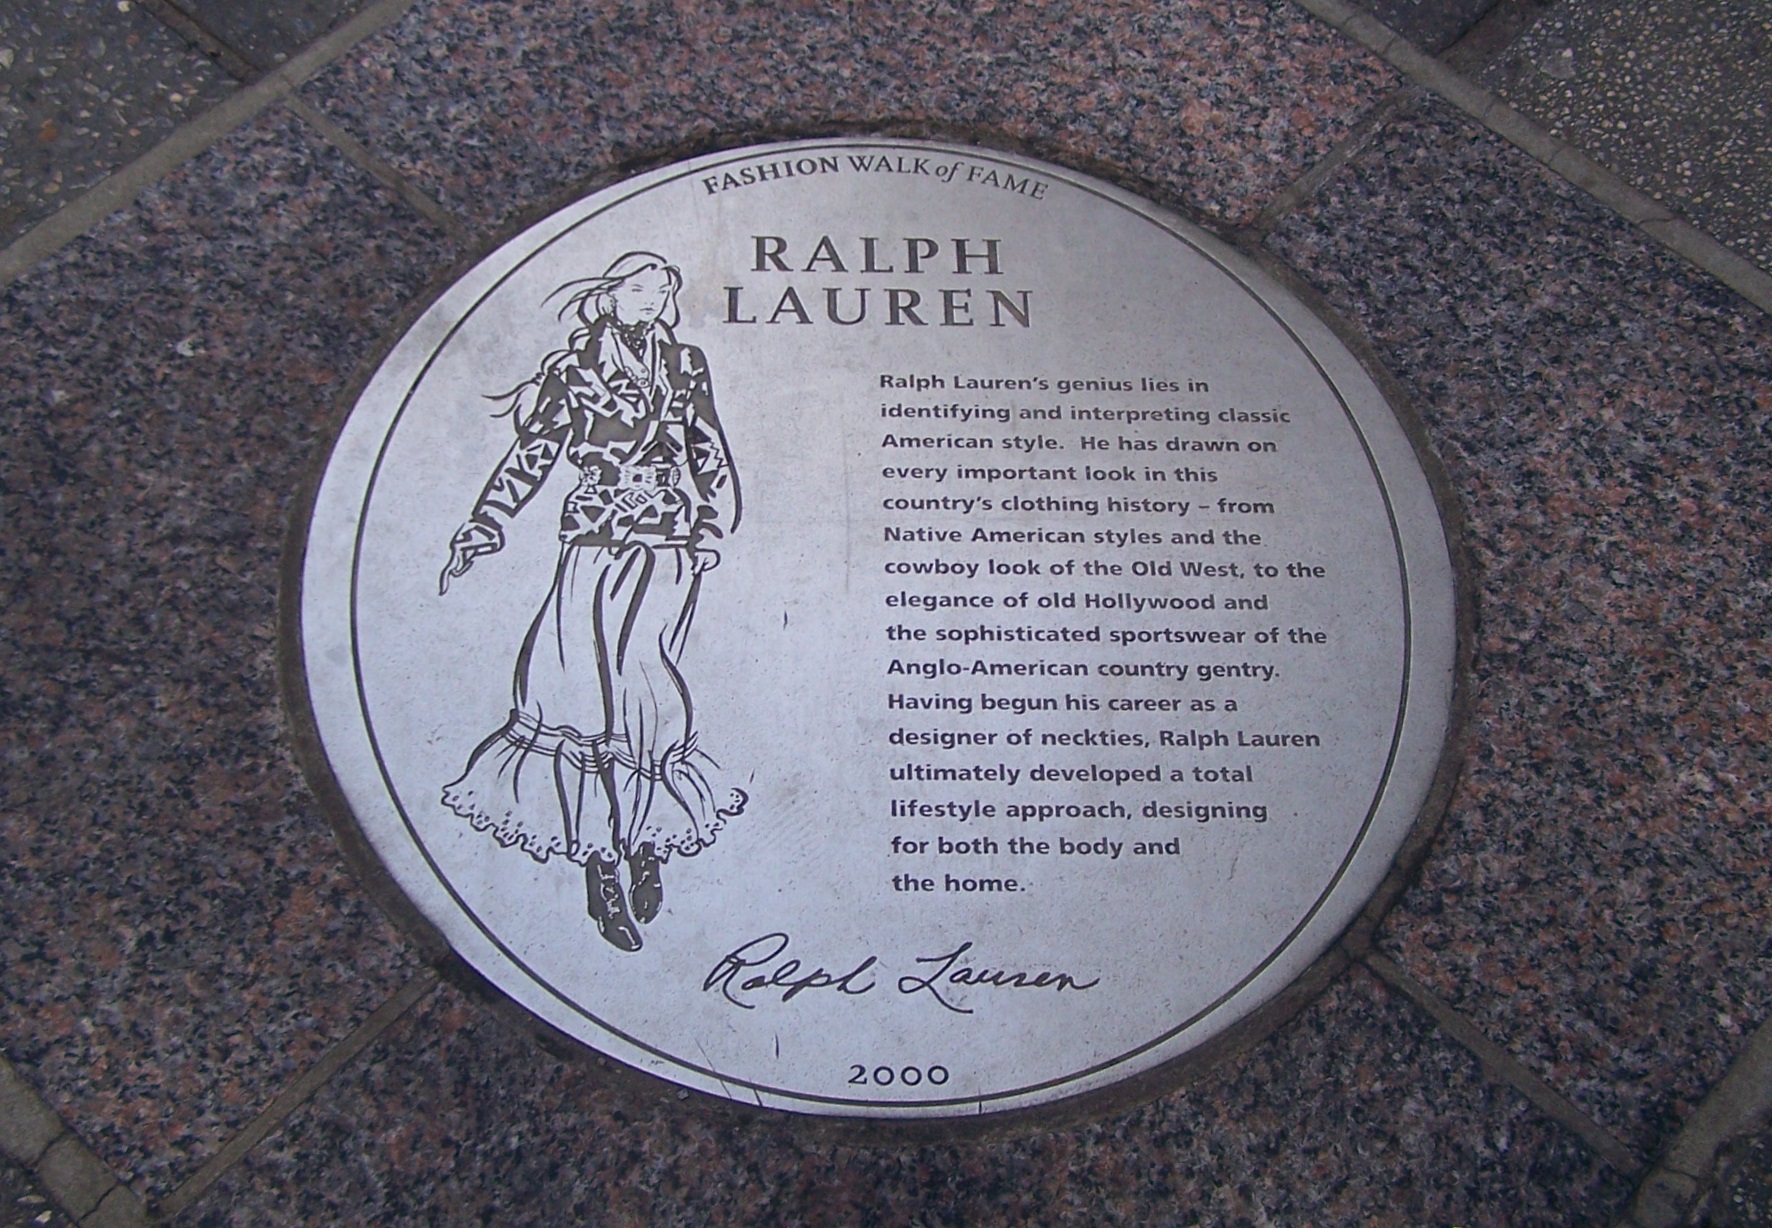 FASHION WALK of FAME
RALPH
LAUREN
Ralph Lauren's genius lies in
identifying and interpreting classic
American style. He has drawn on
every important look in this
country's clothing history – from
Native American styles and the
cowboy look of the Old West, to the
elegance of old Hollywood and
the sophisticated sportswear of the
Anglo-American country gentry.
Having begun his career as a
designer of neckties, Ralph Lauren
ultimately developed a total
lifestyle approach, designing
for both the body and
the home.
Ralph Lauren
2000